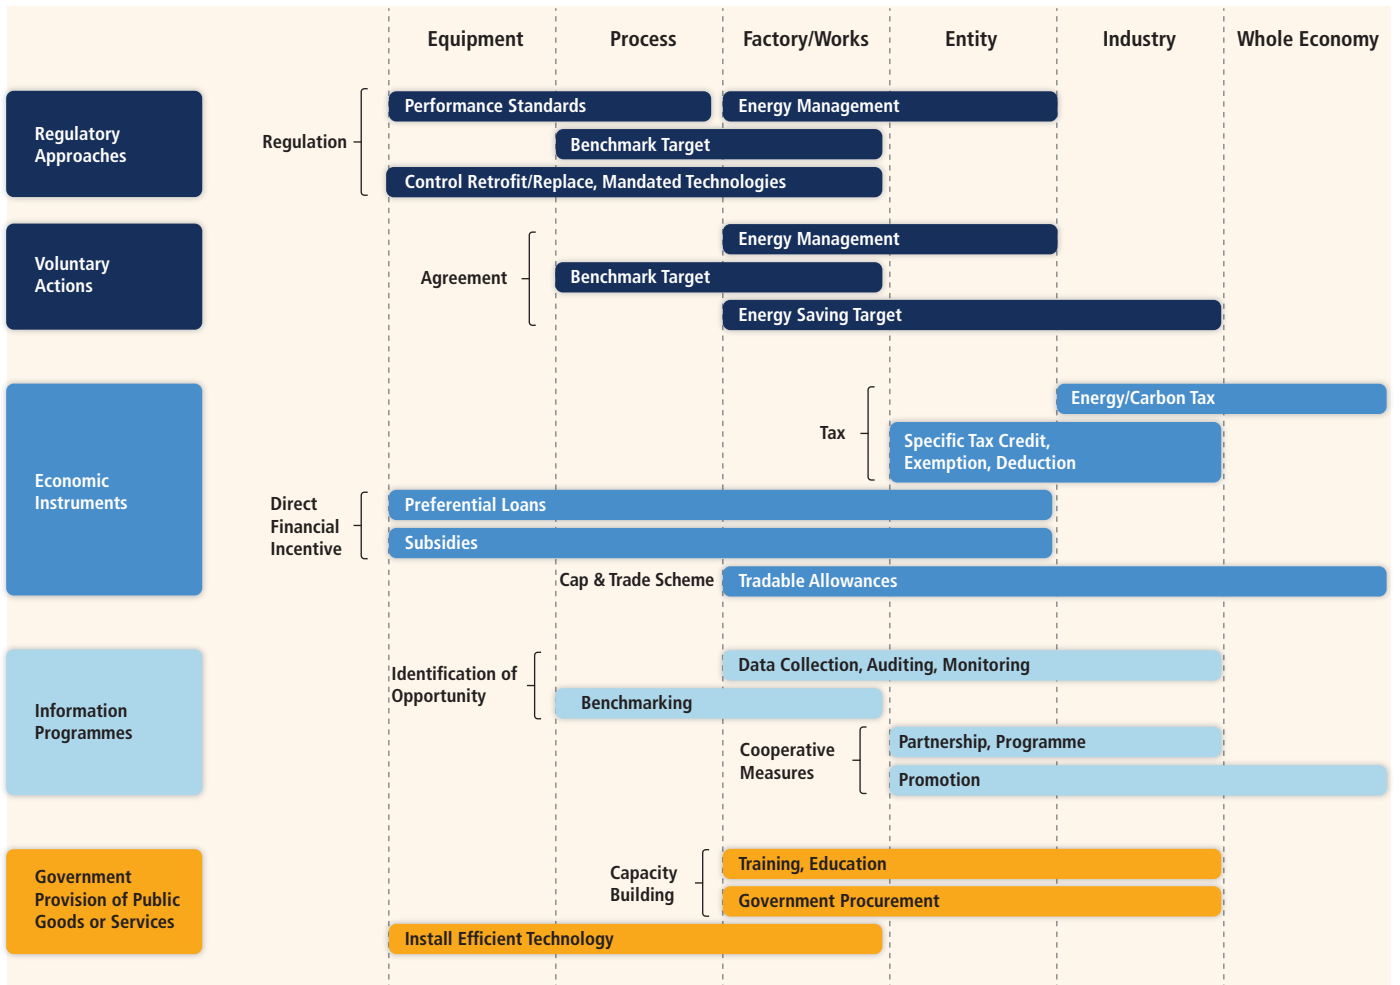 Equipment
Process
Factory/Works
Entity
Industry
Whole Economy
Regulatory
Approaches
Regulation
Performance Standards
Energy Management
Benchmark Target
Control Retrofit/Replace, Mandated Technologies
Voluntary
Actions
Agreement
Energy Management
Benchmark Target
Energy Saving Target
Economic
Instruments
Tax
Energy/Carbon Tax
Specific Tax Credit,
Exemption, Deduction
Direct
Financial
Incentive
Preferential Loans
Subsidies
Cap & Trade Scheme
Tradable Allowances
Information
Programmes
Identification of
Opportunity
Data Collection, Auditing, Monitoring
Benchmarking
Cooperative
Measures
Partnership, Programme
Promotion
Government
Provision of Public
Goods or Services
Capacity
Building
Training, Education
Government Procurement
Install Efficient Technology